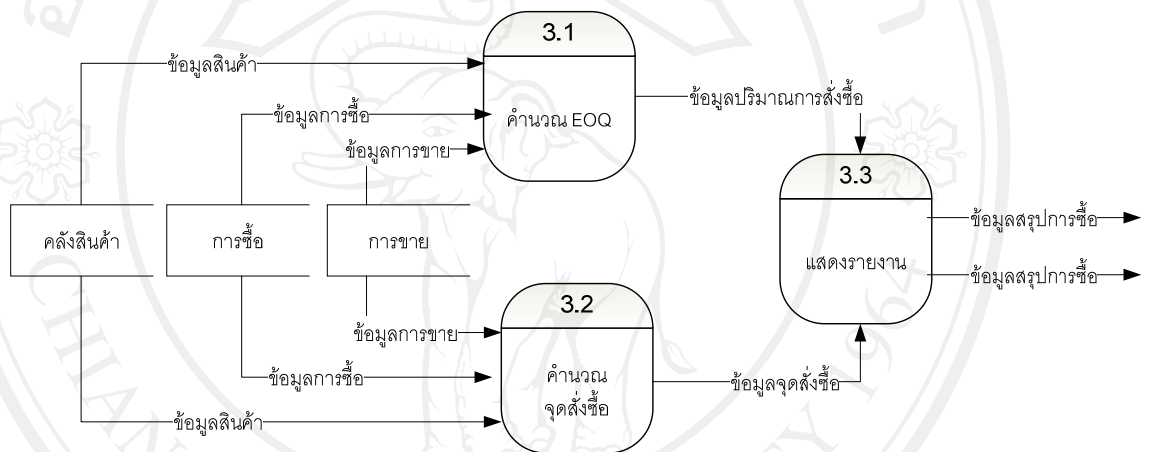 3.1
ข้อมูลสินค้า
ข้อมูลปริมาณการสั่งซื้อ
ข้อมูลการซื้อ
คำนวณ EOQ
ข้อมูลการขาย
3.3
ข้อมูลสรุปการซื้อ
คลังสินค้า
การซื้อ
การขาย
แสดงรายงาน
ข้อมูลสรุปการซื้อ
3.2
ข้อมูลการขาย
ข้อมูลการซื้อ
คำนวณ
จุดสั่งซื้อ
ข้อมูลจุดสั่งซื้อ
ข้อมูลสินค้า